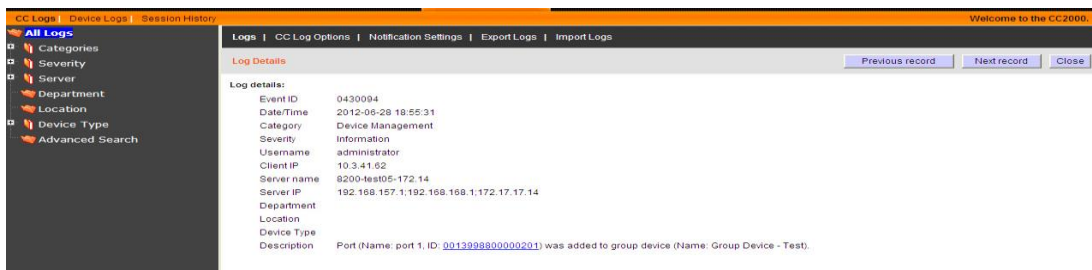 CC Logs | Device Logs | Session History
Welcome to the CC2000.
All Logs
Categories
Severity
Server
Department
Location
Device Type
Advanced Search
Logs | CC Log Options | Notification Settings | Export Logs | Import Logs
Log Details
Previous record
Next record
Close
Log details:
Event ID 0430094
Date/Time 2012-06-28 18:55:31
Category Device Management
Severity Information
Username administrator
Client IP 10.3.41.62
Server name 8200-test05-172.14
Server IP 192.168.157.1;192.168.168.1;172.17.17.14
Department
Location
Device Type
Description Port (Name: port 1, ID: 0013998800000201) was added to group device (Name: Group Device - Test).